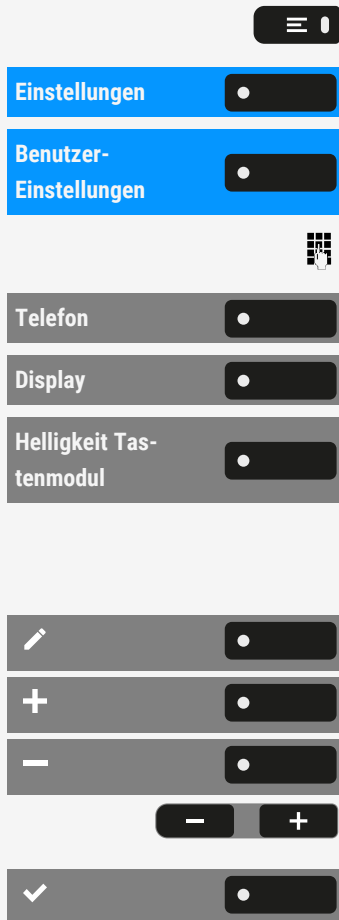 Einstellungen
Benutzer-
Einstellungen
Telefon
Display
Helligkeit Tas-
tenmodul